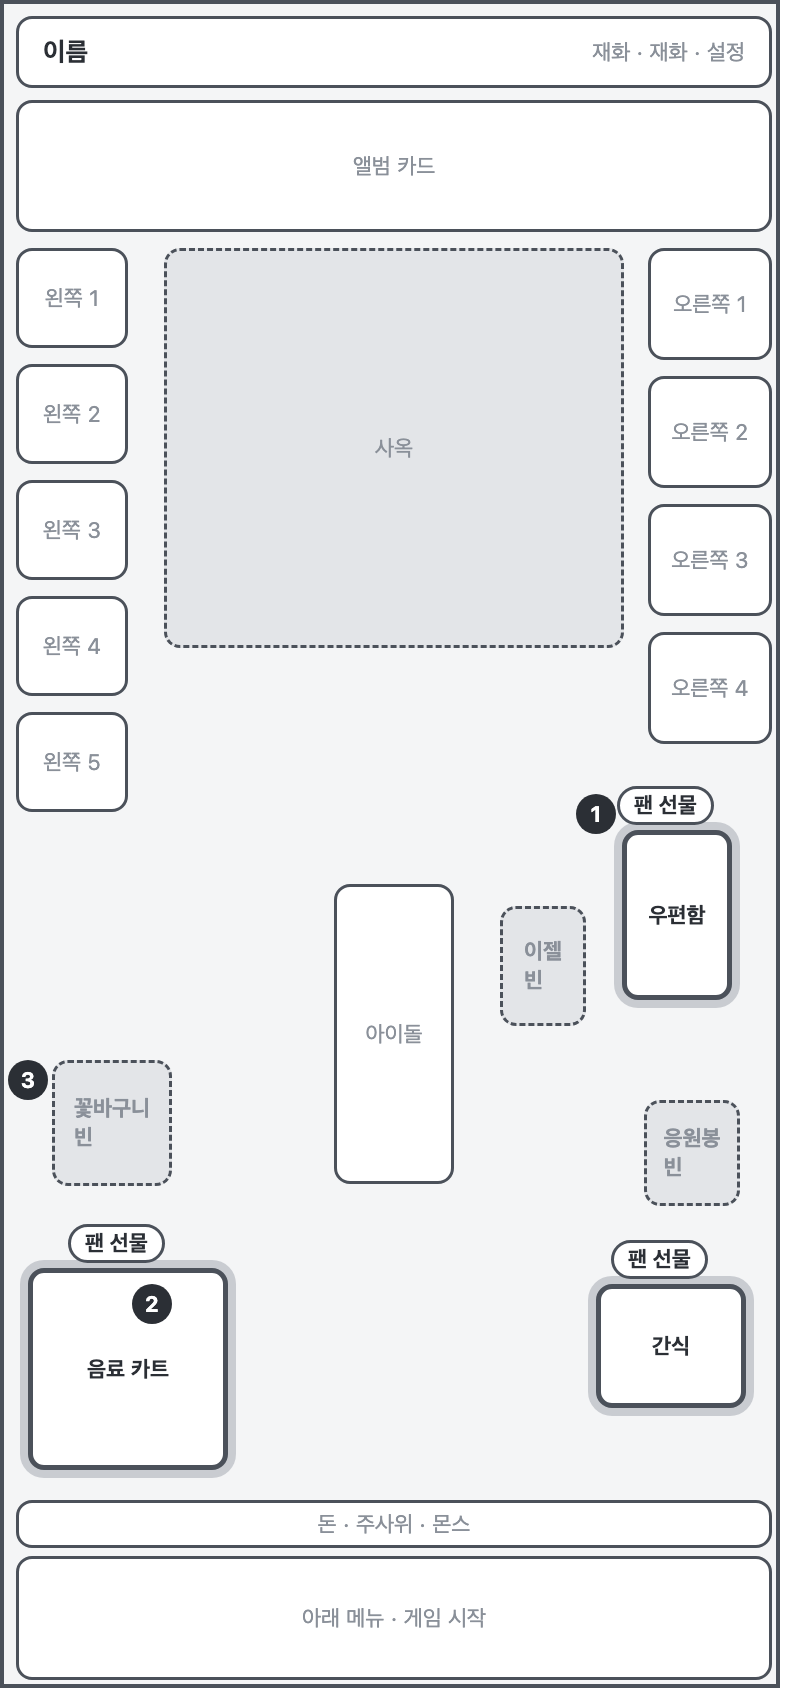 이름
재화 · 재화 · 설정
앨범 카드
왼쪽 1
왼쪽 2
왼쪽 3
왼쪽 4
왼쪽 5
사옥
오른쪽 1
오른쪽 2
오른쪽 3
오른쪽 4
1
팬 선물
우편함
이젤
빈
아이돌
3
꽃바구니
빈
응원봉
빈
팬 선물
2
음료 카트
팬 선물
간식
돈 · 주사위 · 몬스
아래 메뉴 · 게임 시작